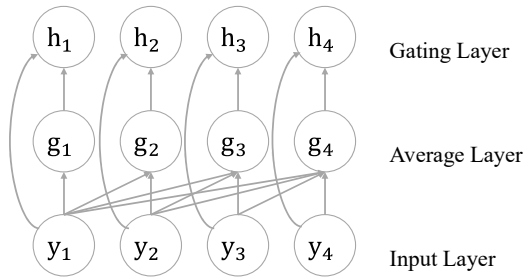 h₁ h₂ h₃ h₄ Gating Layer
g₁ g₂ g₃ g₄ Average Layer
y₁ y₂ y₃ y₄ Input Layer